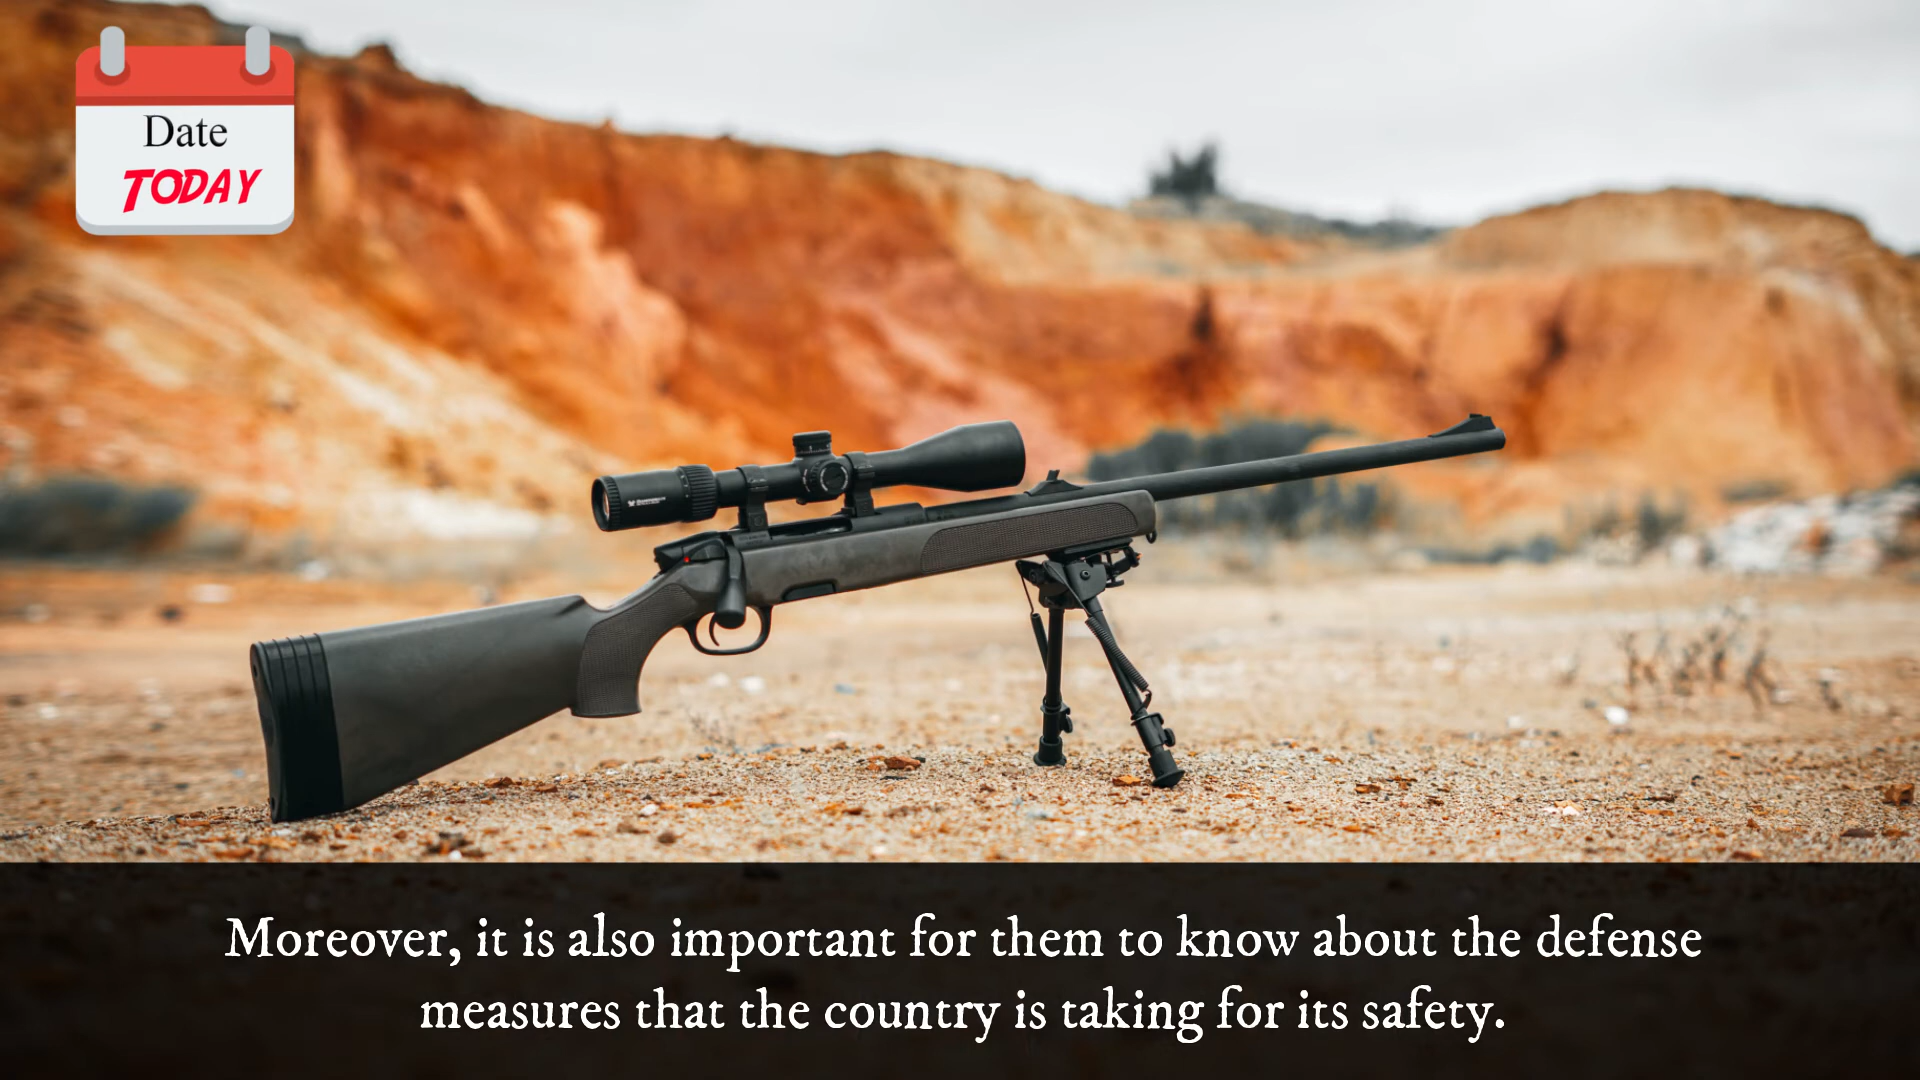 Date
TODAY
Moreover, it is also important for them to know about the defense
measures that the country is taking for its safety.